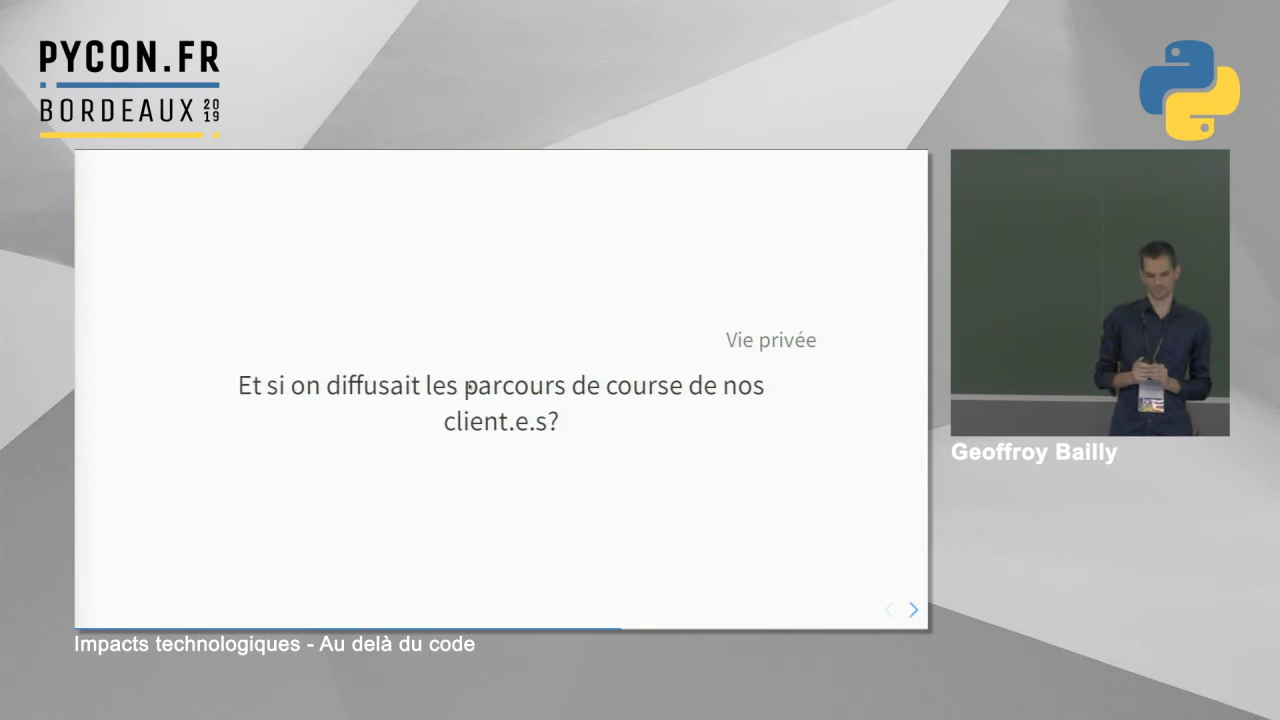 PYCON.FR
BORDEAUX 2019
Vie privée
Et si on diffusait les parcours de course de nos
client.e.s?
Geoffroy Bailly
Impacts technologiques - Au delà du code